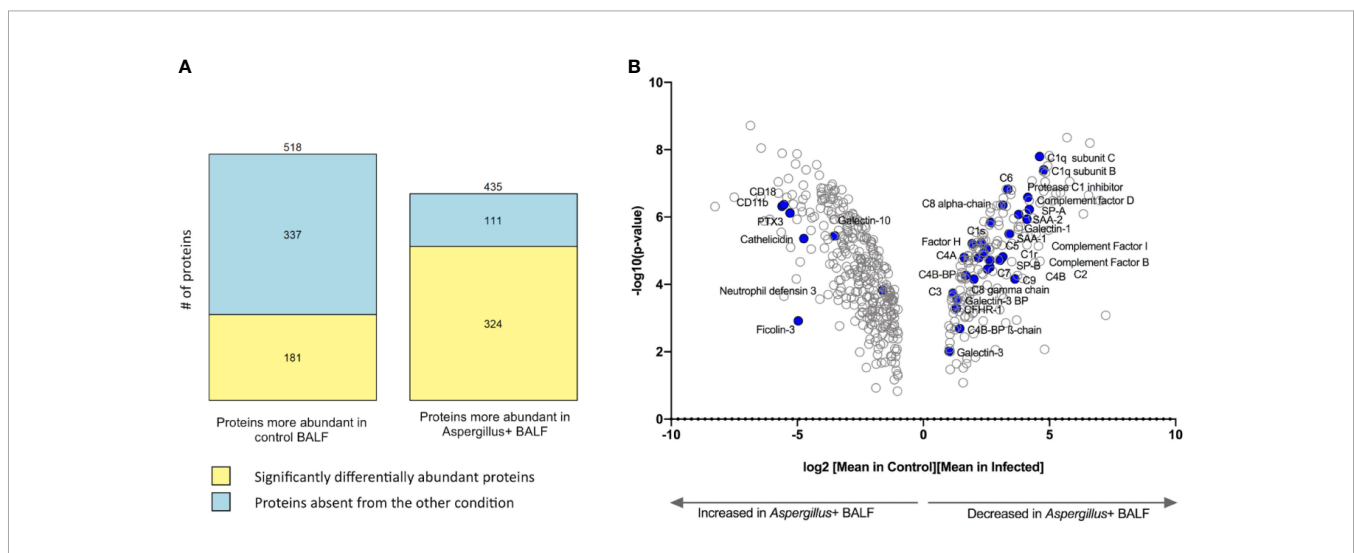 A
518
337
181
435
111
324
# of proteins
Proteins more abundant in
control BALF
Proteins more abundant in
Aspergillus+ BALF
Significantly differentially abundant proteins
Proteins absent from the other condition
B
10
8
6
4
2
0
-log10(p-value)
-10
-5
0
5
10
CD18
CD11b
PTX3
Cathelicidin
Galectin-10
Neutrophil defensin 3
Ficolin-3
C1q subunit C
C1q subunit B
C6
Protease C1 inhibitor
C8 alpha-chain
Complement factor D
SP-A
SAA-2
Galectin-1
C1s
SAA-1
Factor H
C5
Complement Factor I
C4A
C1r
SP-B
Complement Factor B
C4B-BP
C7
C9
C4B
C2
C3
C8 gamma chain
Galectin-3 BP
CFHR-1
C4B-BP ß-chain
Galectin-3
log2 [Mean in Control][Mean in Infected]
Increased in Aspergillus+ BALF
Decreased in Aspergillus+ BALF